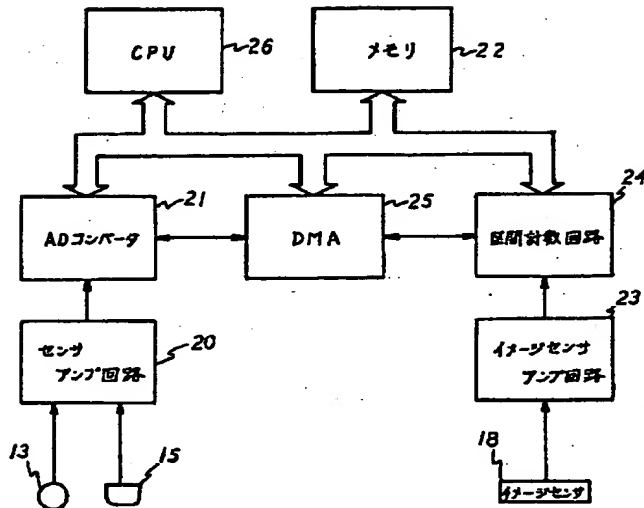 CPU
26
メモリ
22
21
ADコンバータ
25
DMA
24
区間計数回路
センサ
アンプ回路
20
23
イメージセンサ
アンプ回路
13
15
18
イメージセンサ